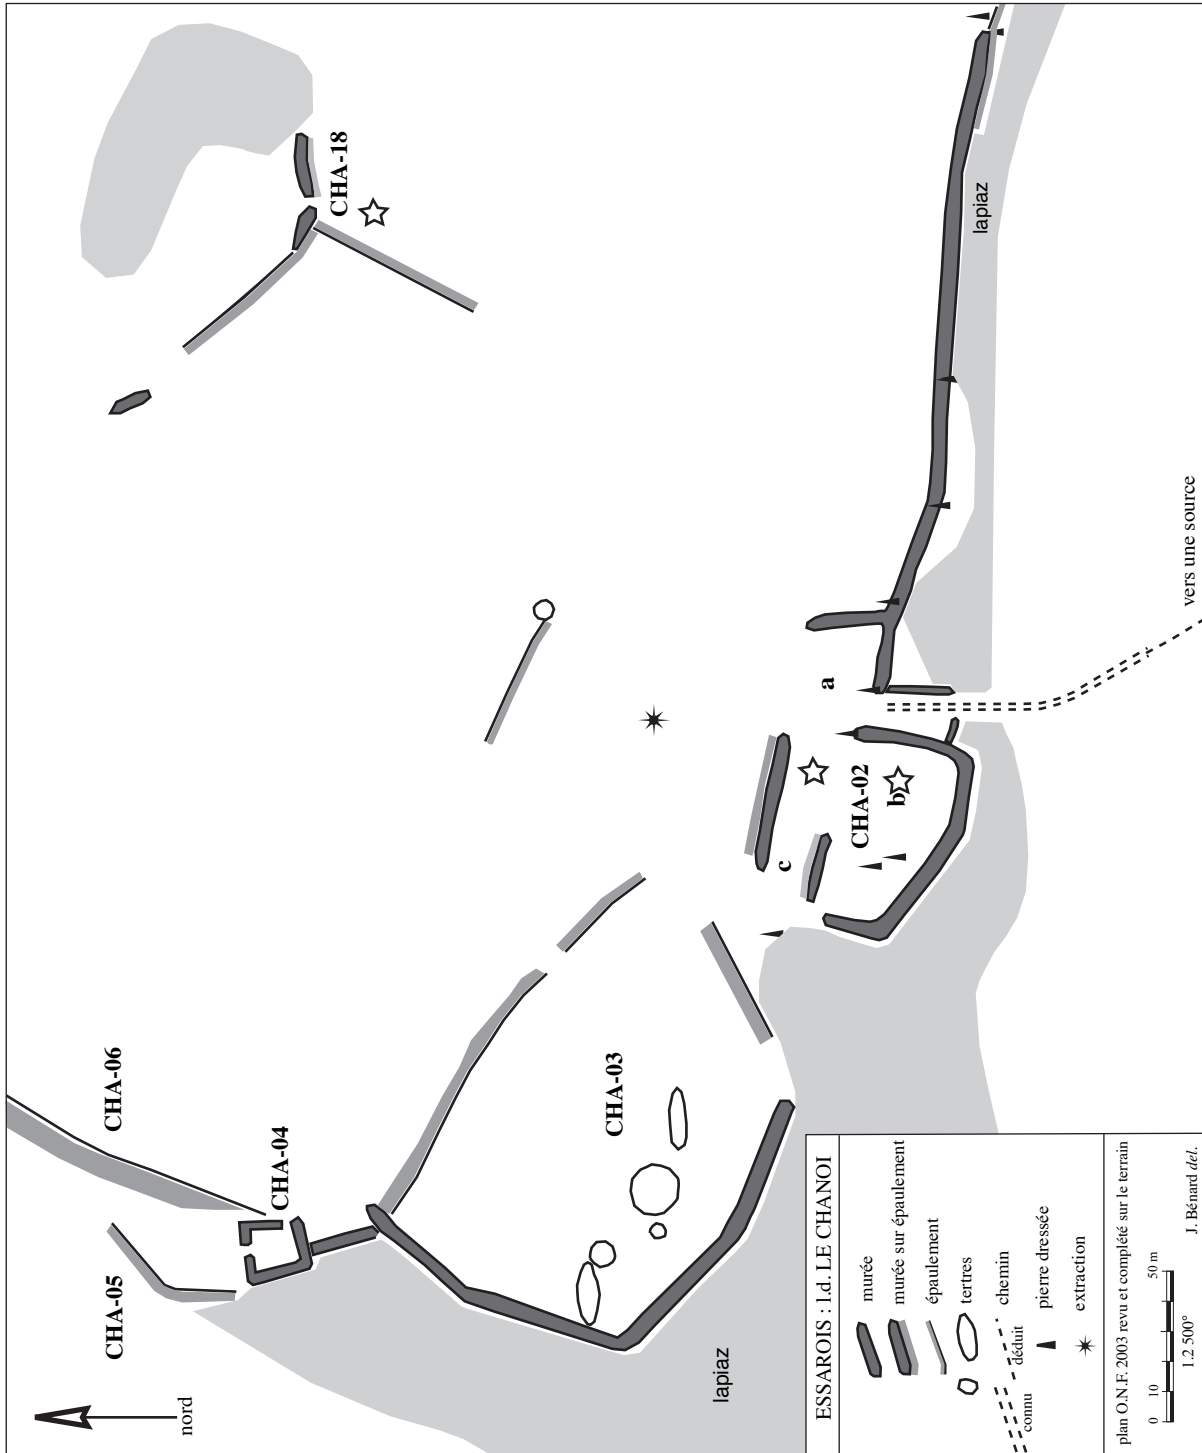 nord
CHA-05
CHA-06
CHA-04
CHA-03
CHA-18
lapiaz
c
a
CHA-02
b
lapiaz
vers une source
ESSAROIS : l.d. LE CHANOI
murée
murée sur épaulement
épaulement
tertres
chemin
connu
déduit
pierre dressée
extraction
plan O.N.F. 2003 revu et complété sur le terrain
0 10 50 m
1.2 500°
J. Bénard del.